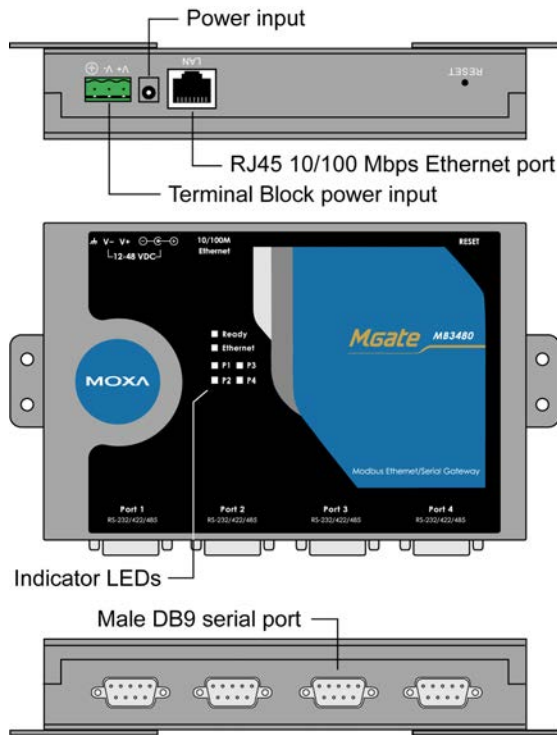 Power input
V+ V-
LAN
RESET
RJ45 10/100 Mbps Ethernet port
Terminal Block power input
V- V+
12-48 VDC
10/100M
Ethernet
RESET
Ready
Ethernet
P1 P3
P2 P4
MOXA
MGate MB3480
Modbus Ethernet/Serial Gateway
Port 1
RS-232/422/485
Port 2
RS-232/422/485
Port 3
RS-232/422/485
Port 4
RS-232/422/485
Indicator LEDs
Male DB9 serial port